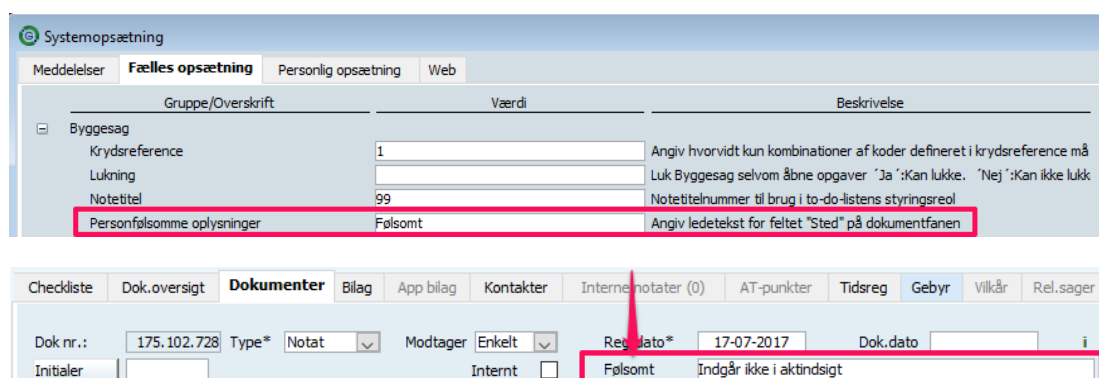 Systemopsætning
Meddelelser Fælles opsætning Personlig opsætning Web
Gruppe/Overskrift Værdi Beskrivelse
Byggesag
Krydsreference 1 Angiv hvorvidt kun kombinationer af koder defineret i krydsreference må
Lukning Luk Byggesag selvom åbne opgaver ´Ja´:Kan lukke. ´Nej´:Kan ikke lukk
Notetitel 99 Notetitelnummer til brug i to-do-listens styringsreol
Personfølsomme oplysninger Følsomt Angiv ledetekst for feltet "Sted" på dokumentfanen
Checkliste Dok.oversigt Dokumenter Bilag App bilag Kontakter Interne notater (0) AT-punkter Tidsreg Gebyr Vilkår Rel.sager
Dok nr.: 175.102.728 Type* Notat Modtager Enkelt 17-07-2017 Dok.dato i
Initialer Internt Følsomt Indgår ikke i aktindsigt